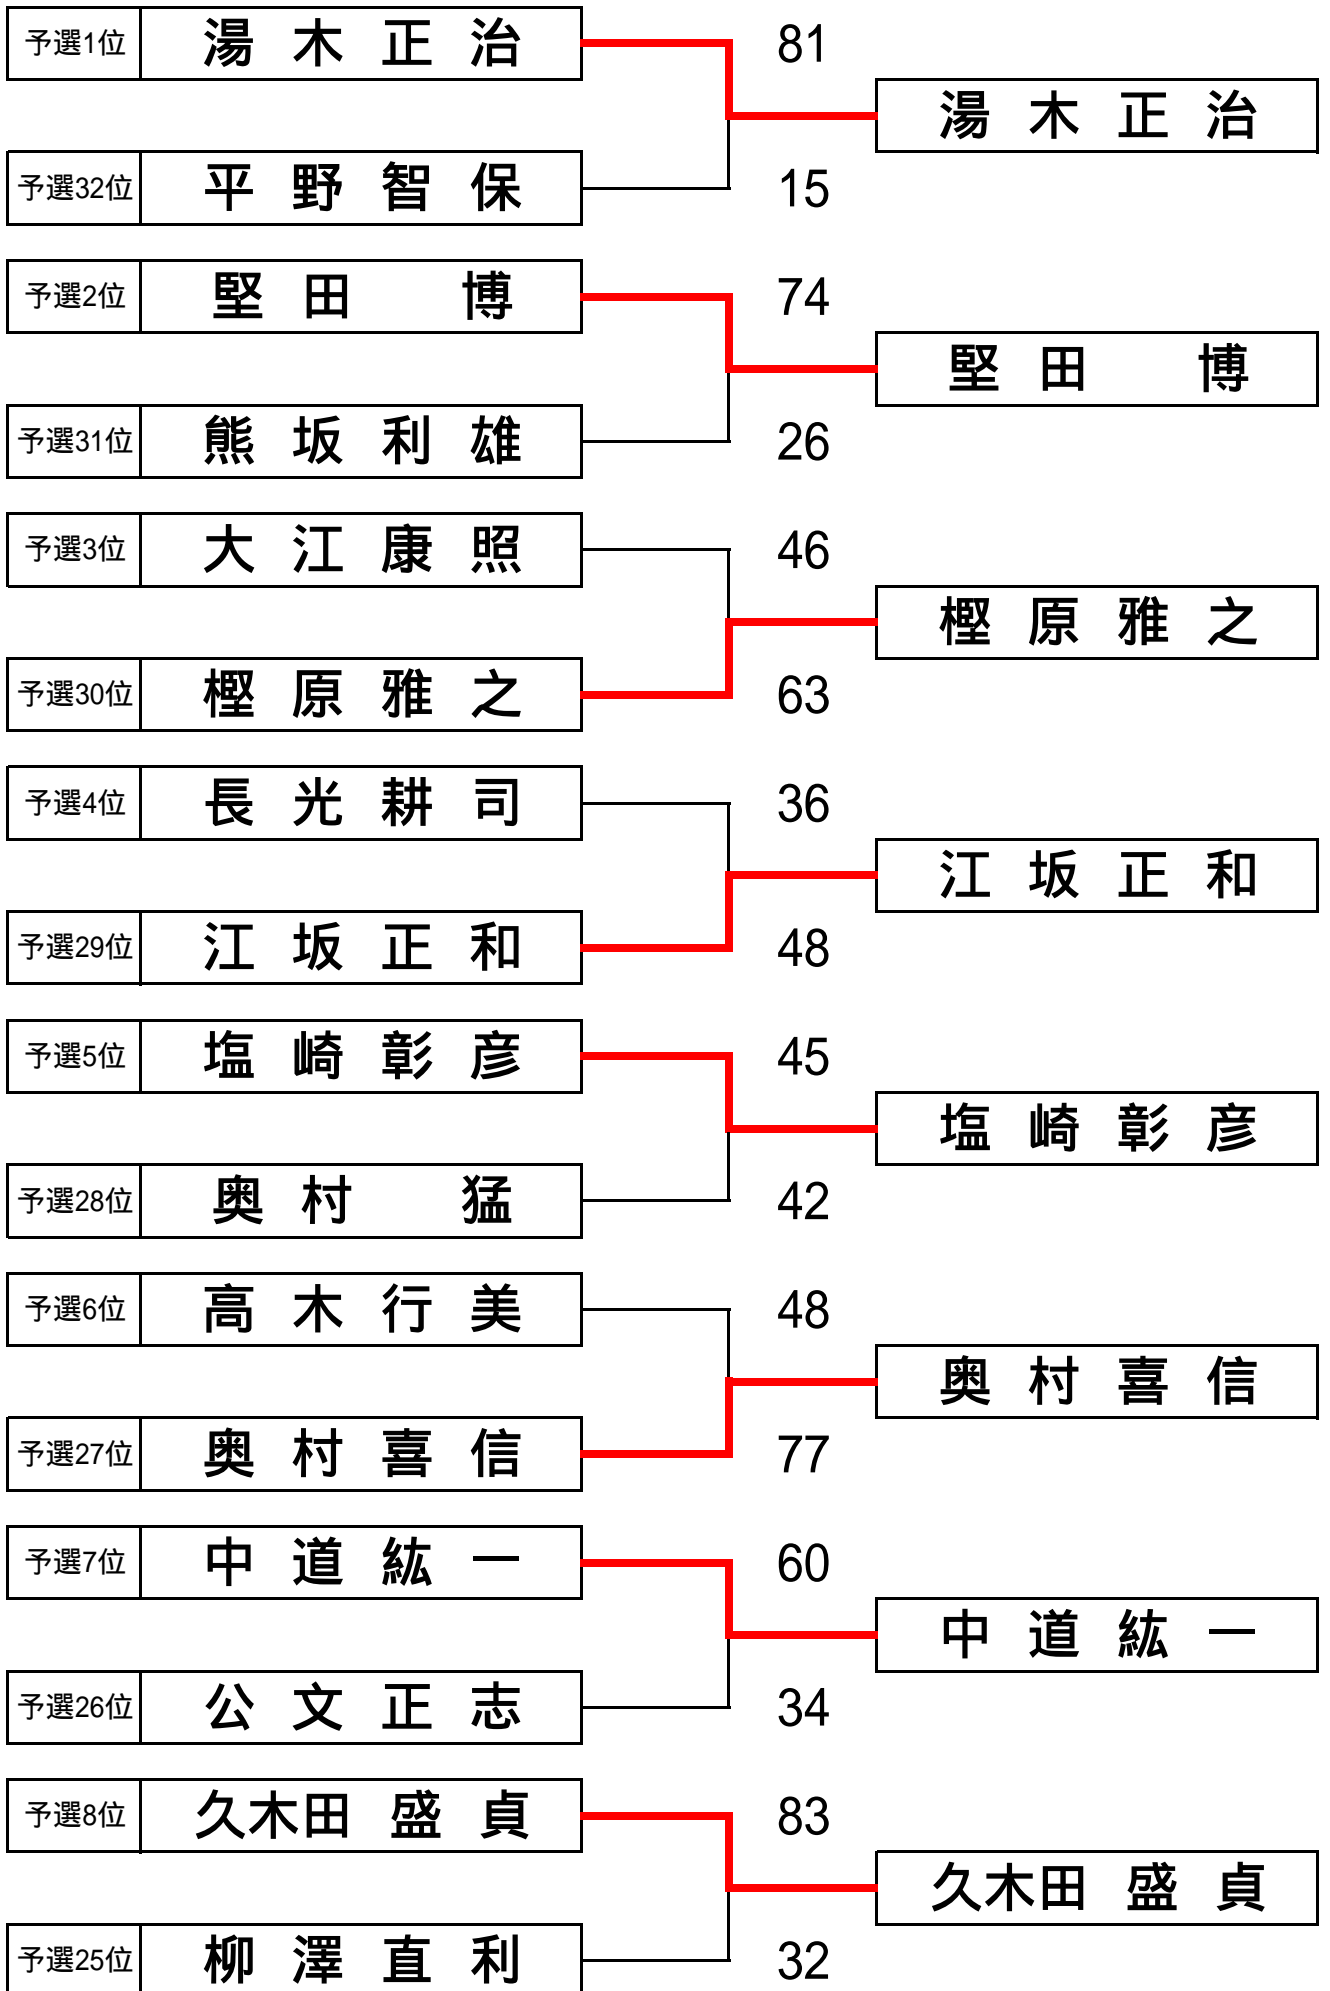 予選1位 湯木正治 81
湯木正治
予選32位 平野智保 15
予選2位 堅田 博 74
堅田 博
予選31位 熊坂利雄 26
予選3位 大江康照 46
樫原雅之
予選30位 樫原雅之 63
予選4位 長光耕司 36
江坂正和
予選29位 江坂正和 48
予選5位 塩崎彰彦 45
塩崎彰彦
予選28位 奥村 猛 42
予選6位 高木行美 48
奥村喜信
予選27位 奥村喜信 77
予選7位 中道紘一 60
中道紘一
予選26位 公文正志 34
予選8位 久木田 盛貞 83
久木田 盛貞
予選25位 柳澤直利 32